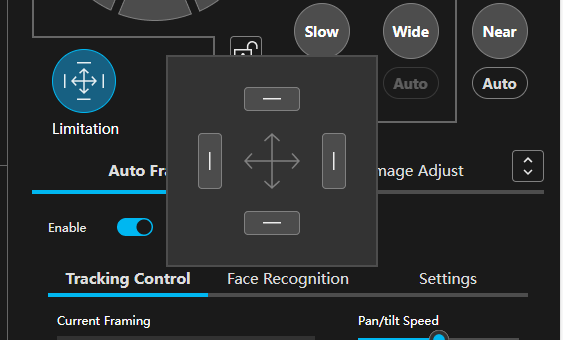 Slow Wide Near
Auto Auto
Limitation
Auto Fra mage Adjust
Enable
Tracking Control Face Recognition Settings
Current Framing Pan/tilt Speed